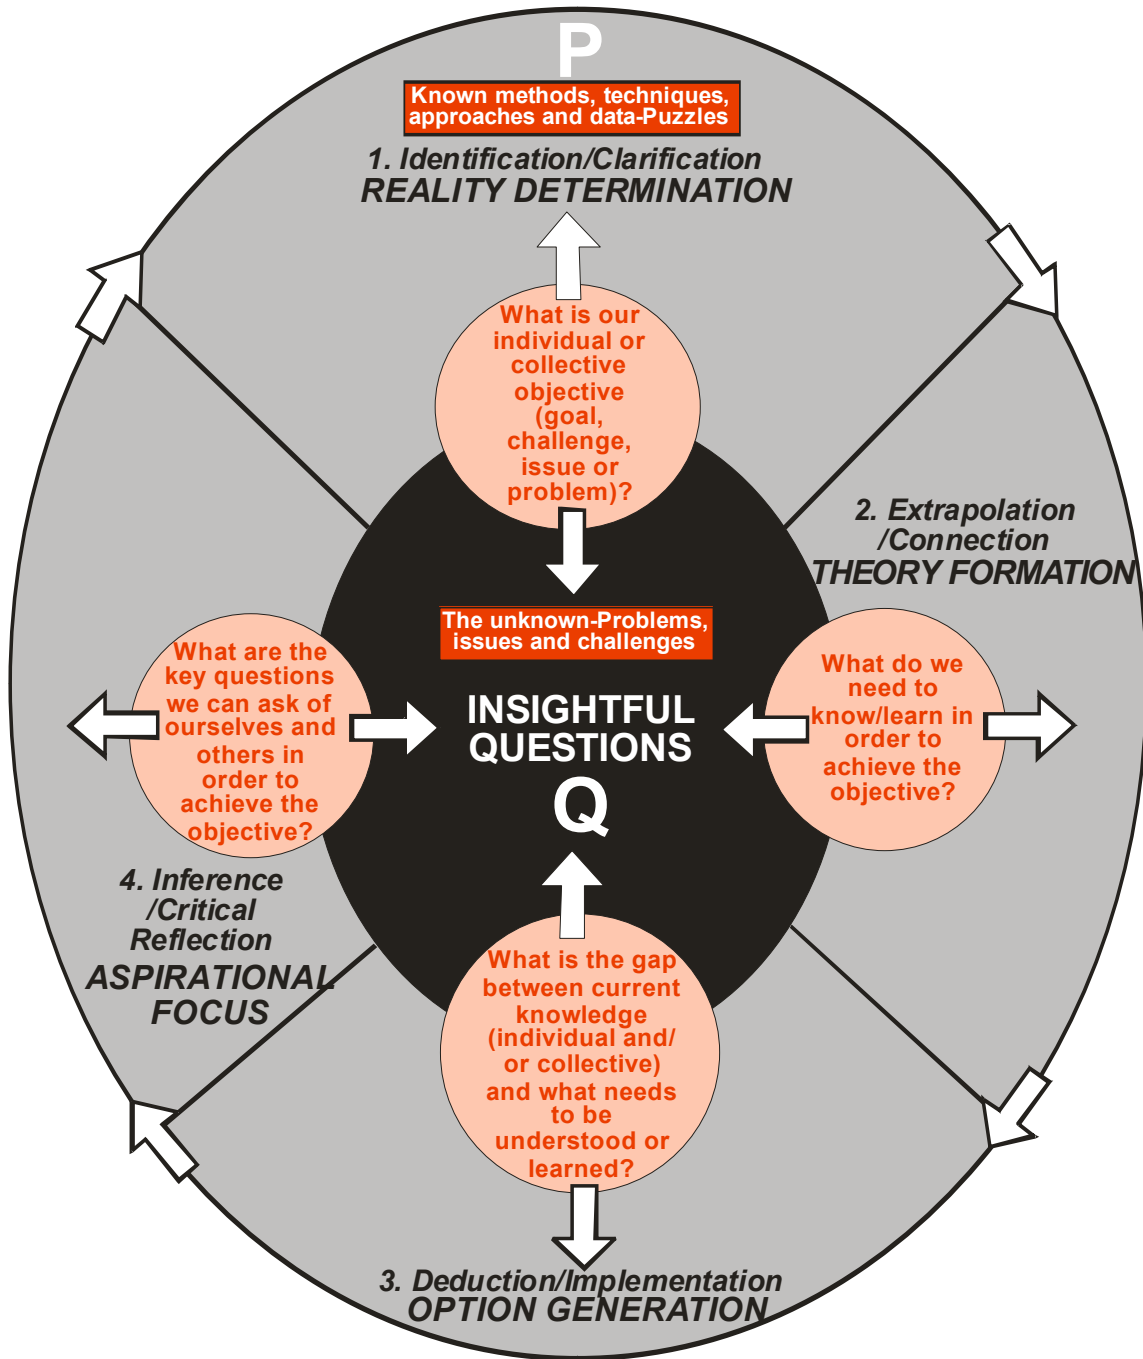 P
Known methods, techniques,
approaches and data-Puzzles
1. Identification/Clarification
REALITY DETERMINATION
What is our
individual or
collective
objective
(goal,
challenge,
issue or
problem)?
2. Extrapolation
/Connection
THEORY FORMATION
The unknown-Problems,
issues and challenges
INSIGHTFUL
QUESTIONS
Q
What do we
need to
know/learn in
order to
achieve the
objective?
What is the gap
between current
knowledge
(individual and/
or collective)
and what needs
to be
understood or
learned?
3. Deduction/Implementation
OPTION GENERATION
What are the
key questions
we can ask of
ourselves and
others in
order to
achieve the
objective?
4. Inference
/Critical
Reflection
ASPIRATIONAL
FOCUS